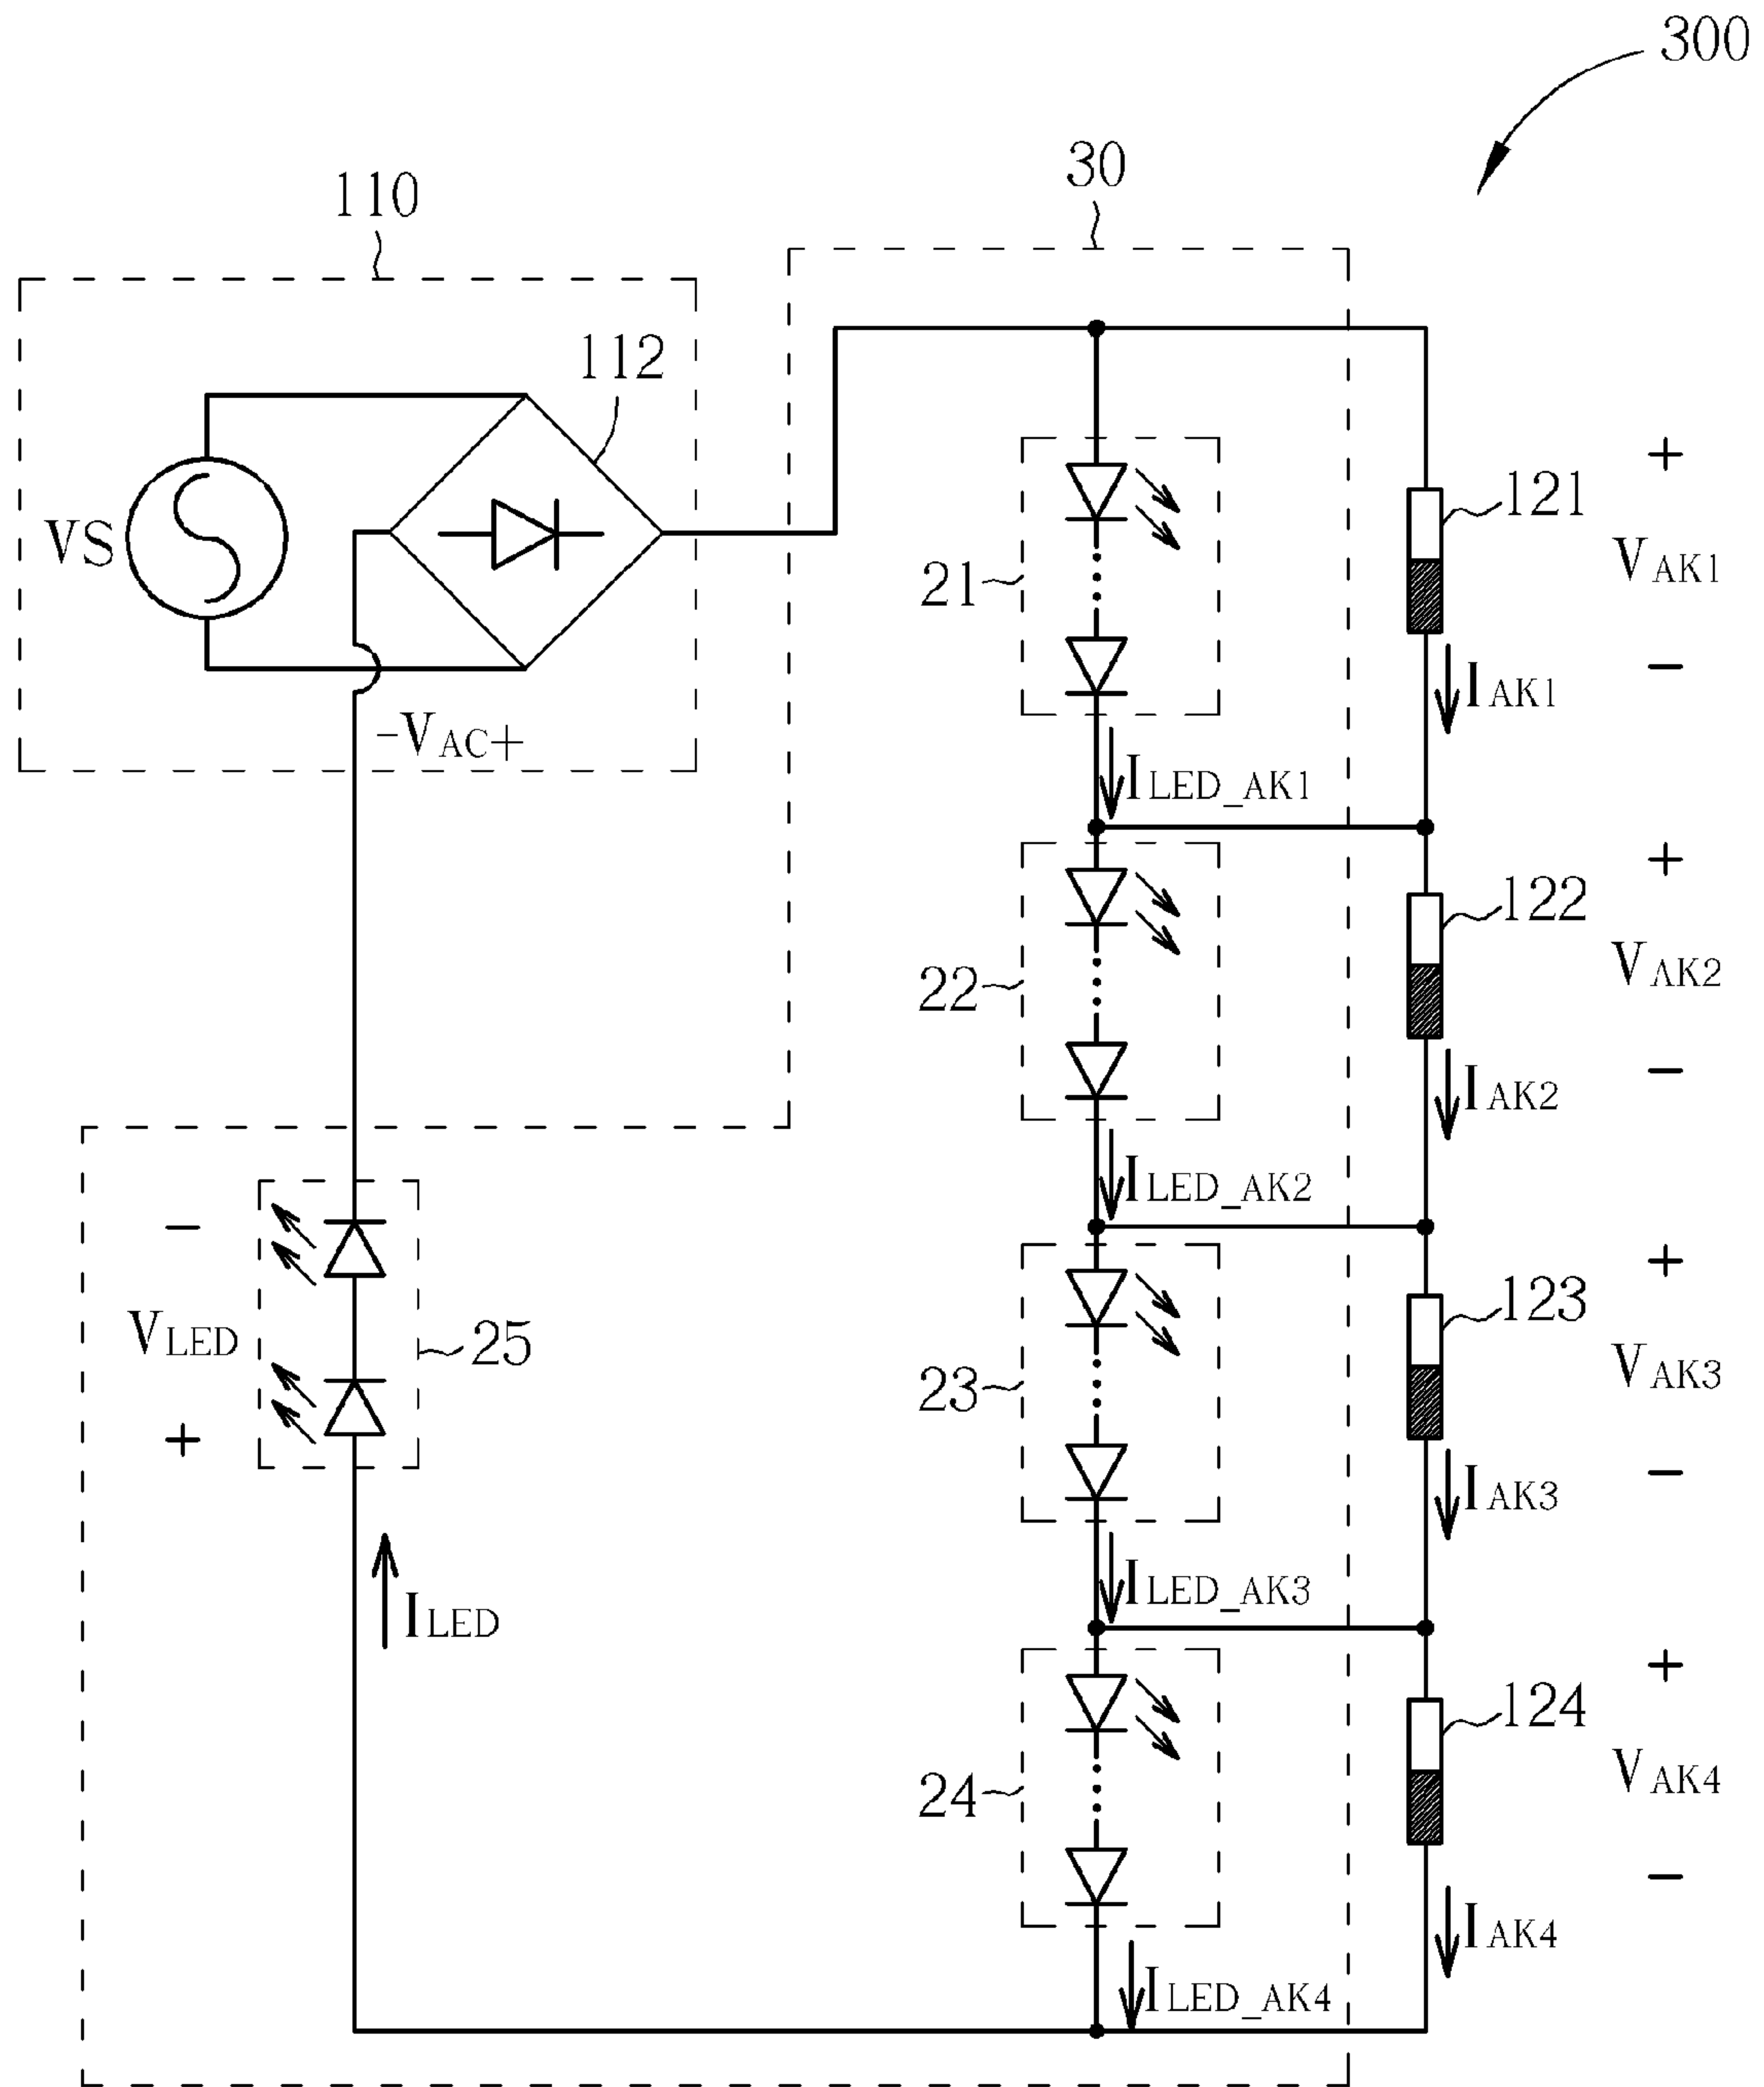 300
30
110
112
VS
-VAC+
21
121
+
VAK1
−
IAK1
ILED_AK1
22
122
+
VAK2
−
IAK2
ILED_AK2
−
VLED
+
25
ILED
23
123
+
VAK3
−
IAK3
ILED_AK3
24
124
+
VAK4
−
IAK4
ILED_AK4